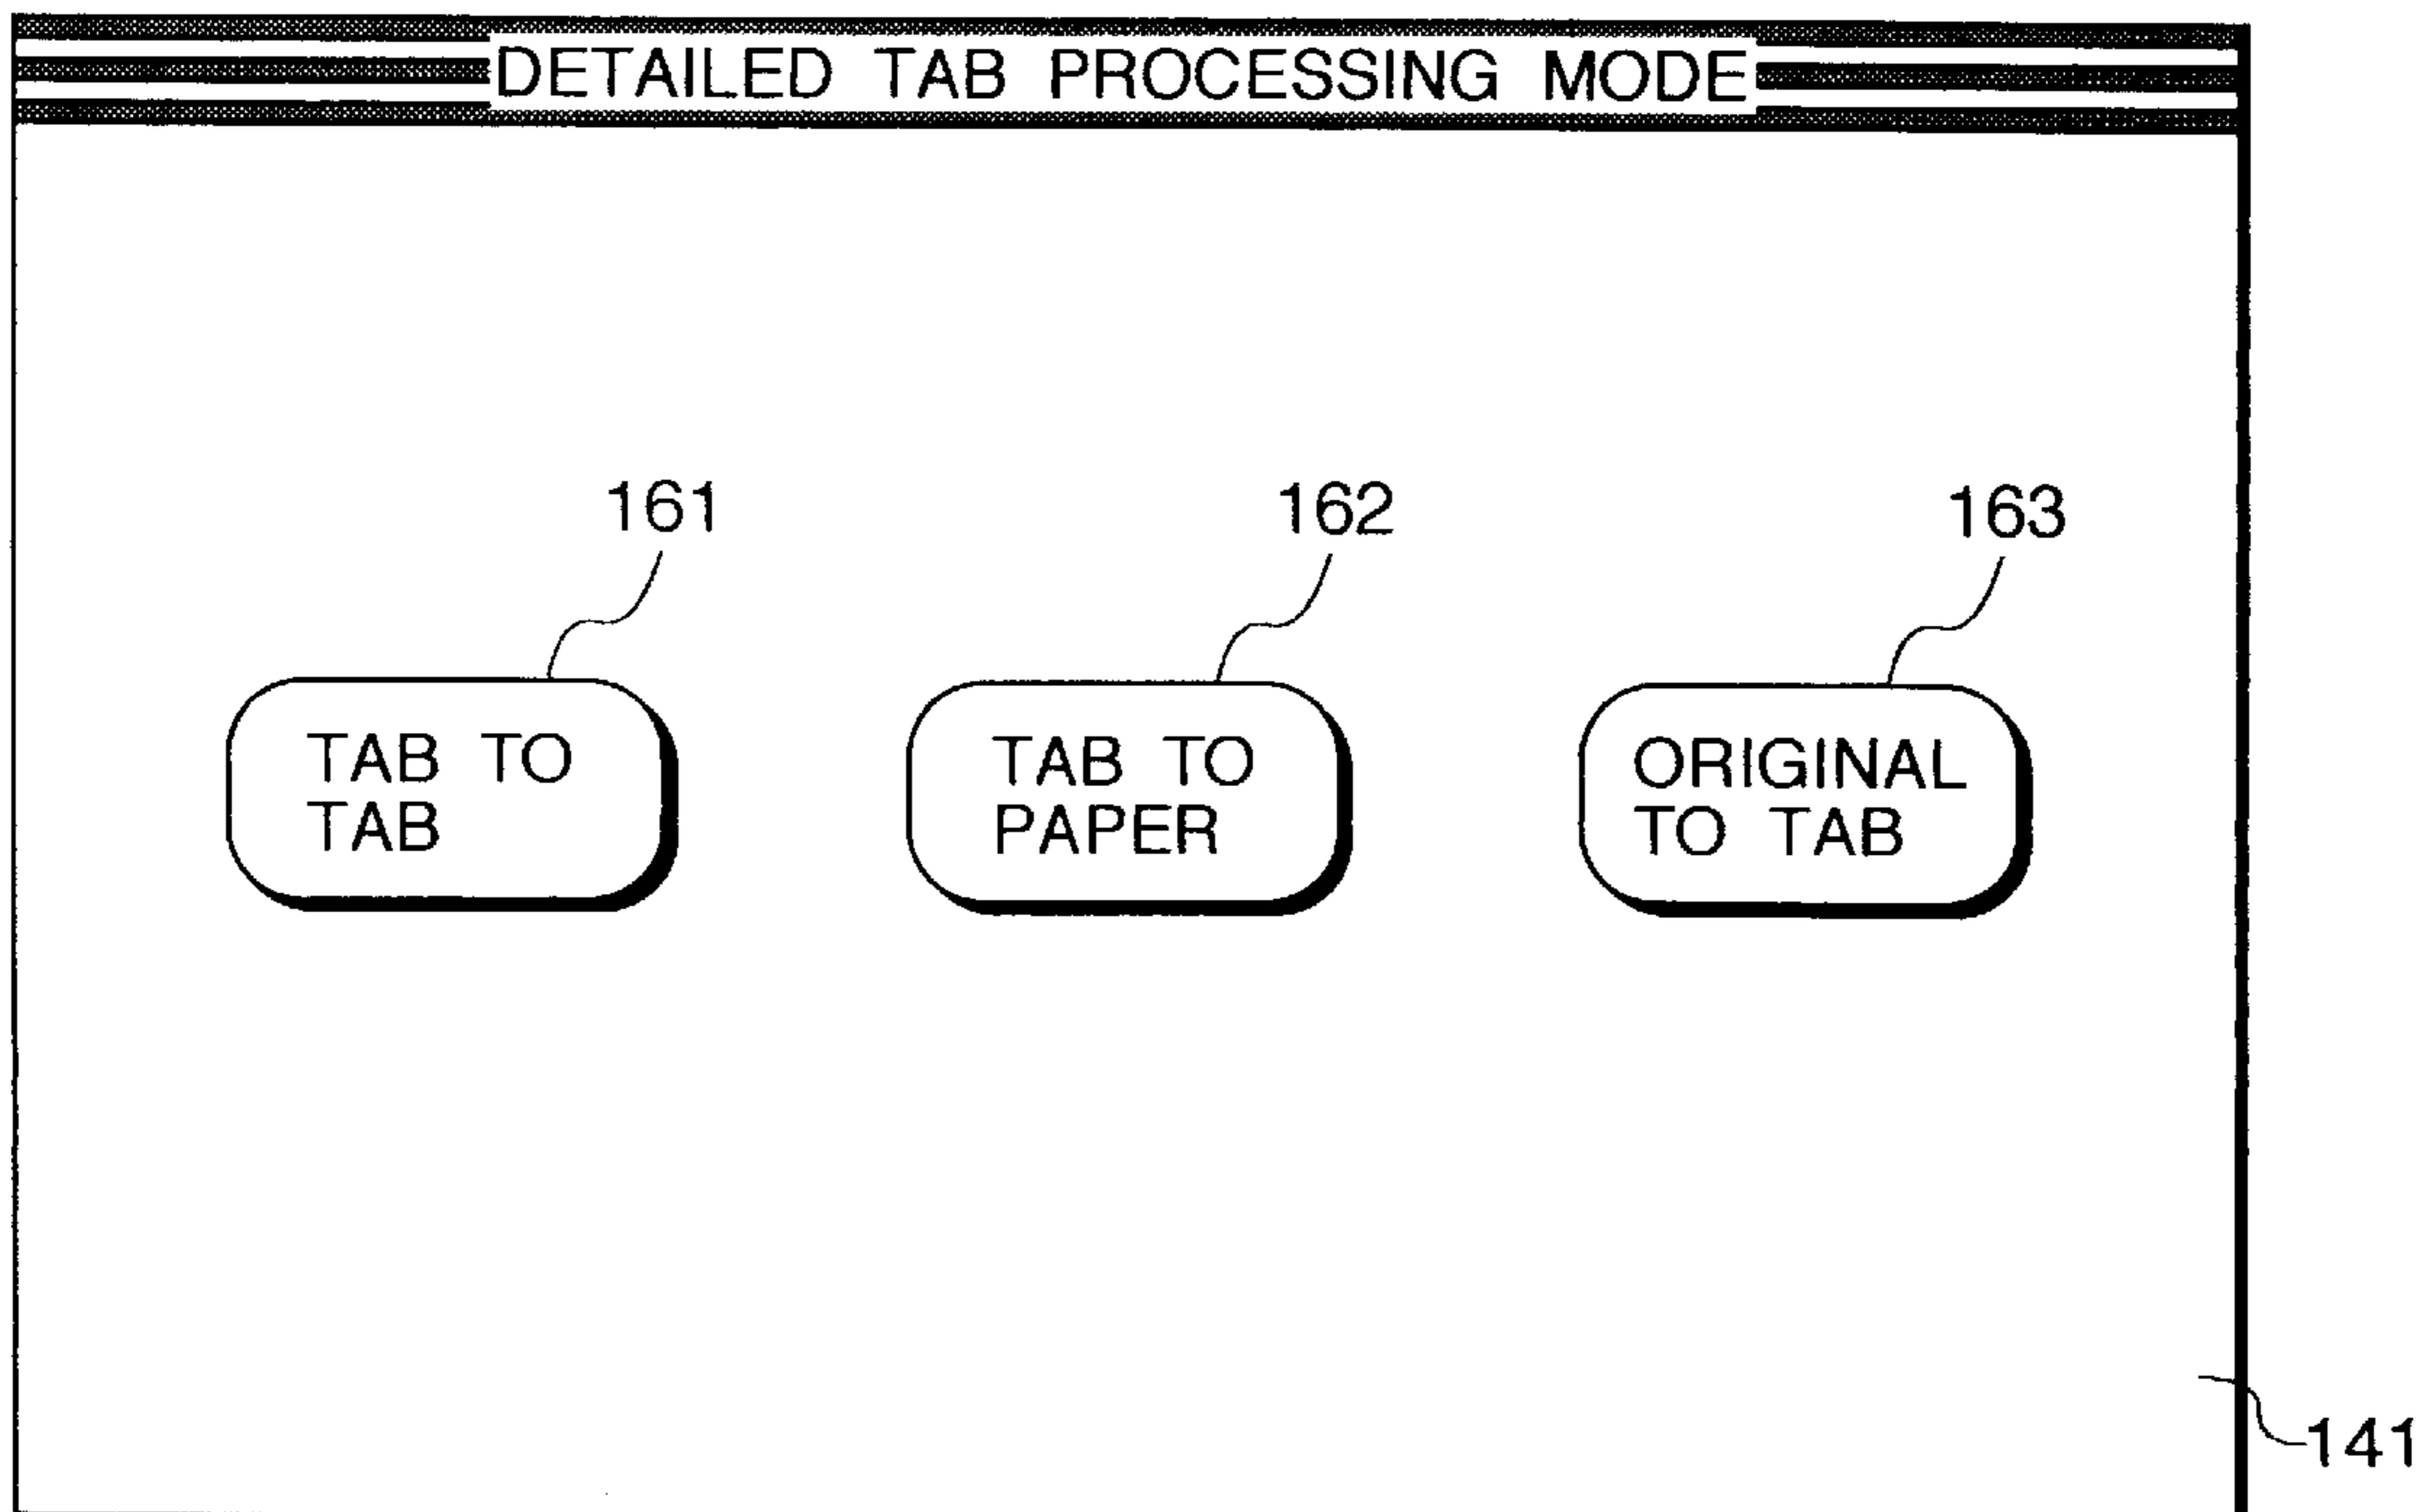 DETAILED TAB PROCESSING MODE
161
162
163
TAB TO
TAB
TAB TO
PAPER
ORIGINAL
TO TAB
141